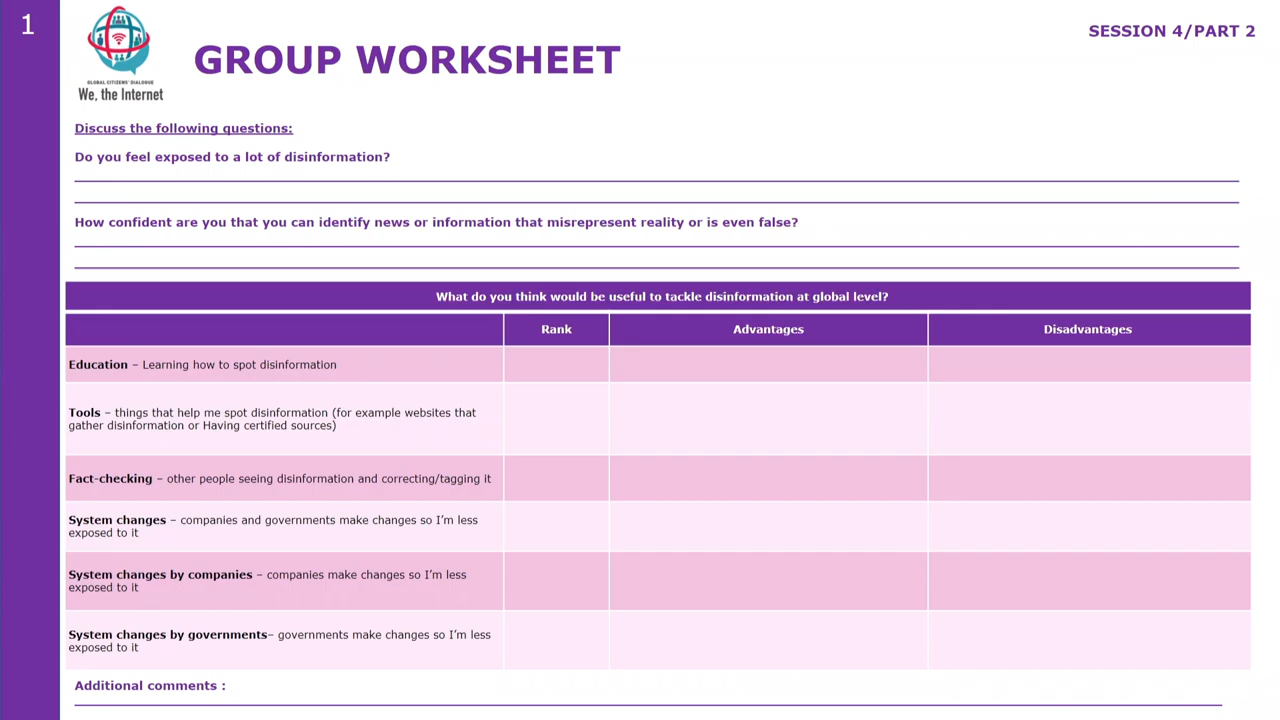 1
GLOBAL CITIZENS' DIALOGUE
We, the Internet
GROUP WORKSHEET
SESSION 4/PART 2
Discuss the following questions:
Do you feel exposed to a lot of disinformation?
How confident are you that you can identify news or information that misrepresent reality or is even false?
What do you think would be useful to tackle disinformation at global level?
Rank Advantages Disadvantages
Education – Learning how to spot disinformation
Tools – things that help me spot disinformation (for example websites that
gather disinformation or Having certified sources)
Fact-checking – other people seeing disinformation and correcting/tagging it
System changes – companies and governments make changes so I'm less
exposed to it
System changes by companies – companies make changes so I'm less
exposed to it
System changes by governments– governments make changes so I'm less
exposed to it
Additional comments :